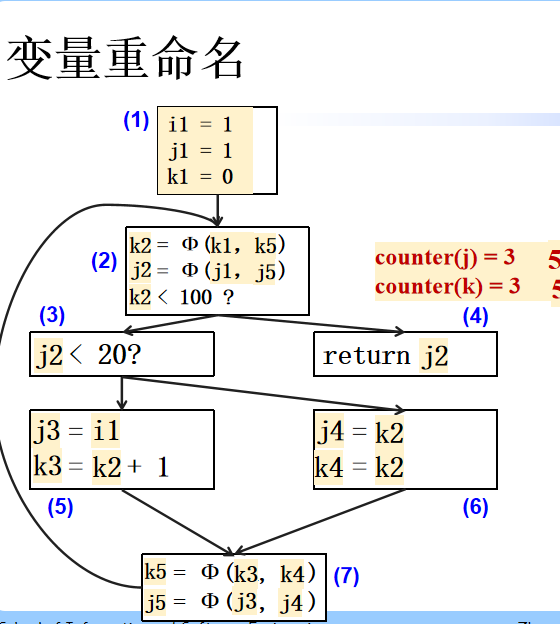 变量重命名
(1)
i1 = 1
j1 = 1
k1 = 0
(2)
k2 = Φ(k1, k5)
j2 = Φ(j1, j5)
k2 < 100 ?
counter(j) = 3 5
counter(k) = 3
(3)
(4)
j2 < 20?
return j2
j3 = i1
k3 = k2 + 1
j4 = k2
k4 = k2
(5)
(6)
k5 = Φ(k3, k4)
j5 = Φ(j3, j4)
(7)